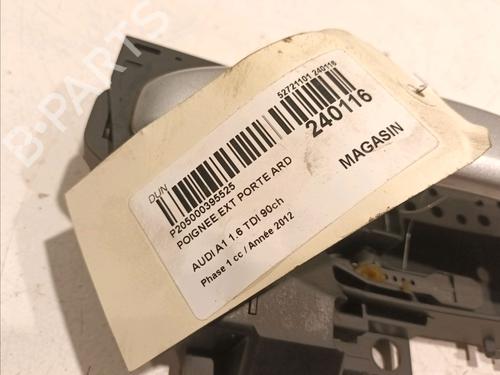 B-PARTS
52721101 240116
240116
MAGASIN
DUN
P205000395525
POIGNEE EXT PORTE ARD
AUDI A1 1.6 TDI 90ch
Phase 1 cc / Année 2012